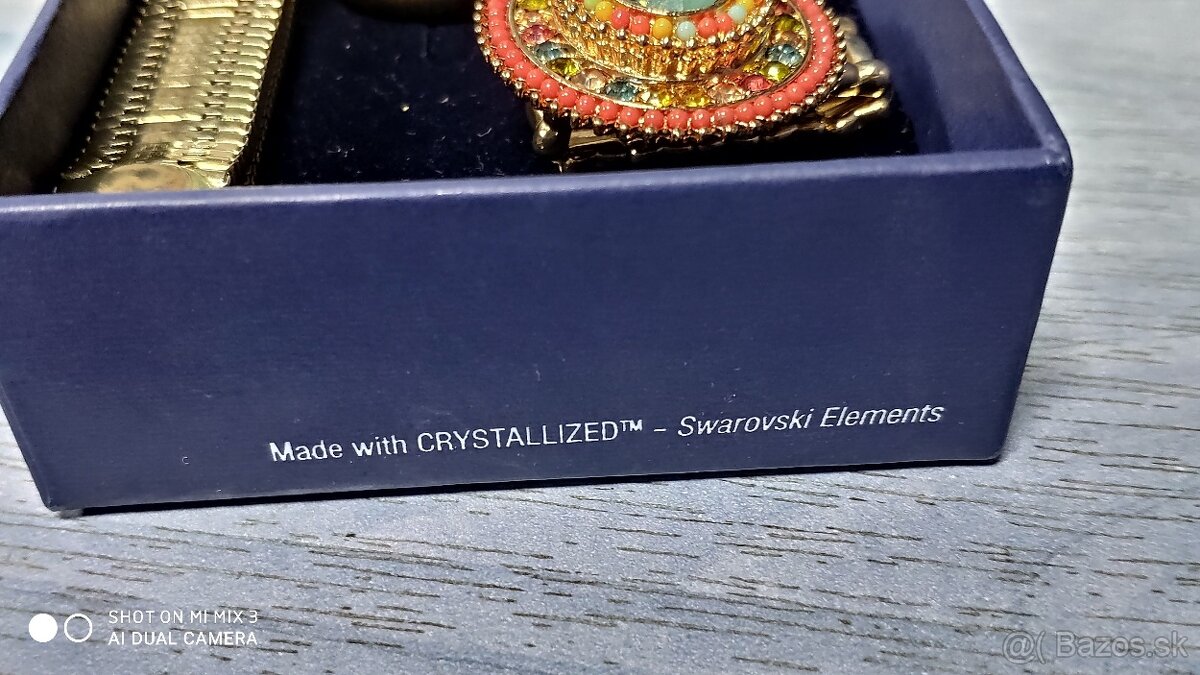 Made with CRYSTALLIZED™ - Swarovski Elements
SHOT ON MI MIX 3
AI DUAL CAMERA
@( Bazos.sk